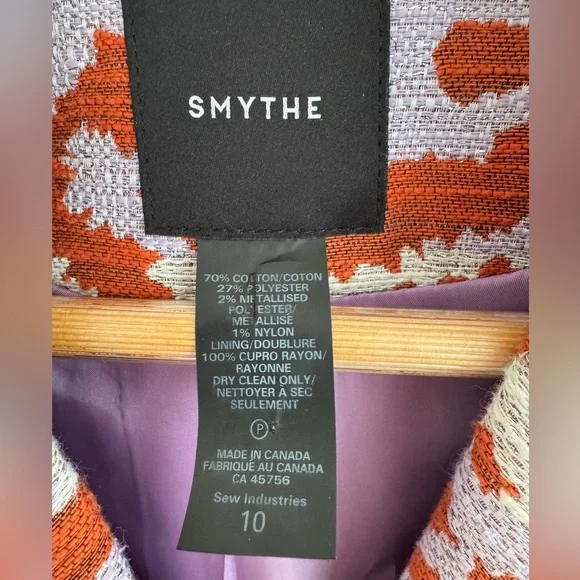 SMYTHE
70% COTTON/COTON
27% POLYESTER
2% METALLISED
POLYESTER/
METALLISÉ
1% NYLON
LINING/DOUBLURE
100% CUPRO RAYON/
RAYONNE
DRY CLEAN ONLY/
NETTOYER A SEC
SEULEMENT
P
MADE IN CANADA
FABRIQUÉ AU CANADA
CA 45756
Sew Industries
10